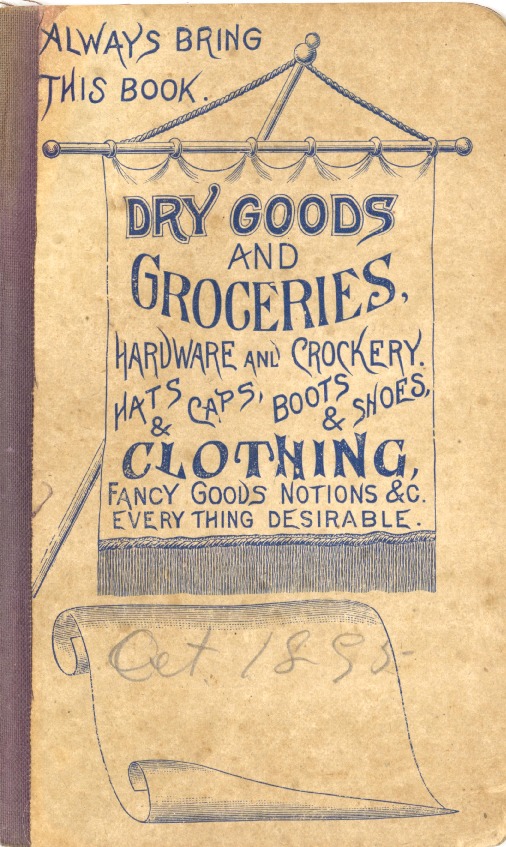 ALWAYS BRING
THIS BOOK.
DRY GOODS
AND
GROCERIES,
HARDWARE AND CROCKERY.
HATS & CAPS, BOOTS & SHOES,
CLOTHING,
FANCY GOODS NOTIONS &C.
EVERY THING DESIRABLE.
Oct. 1895